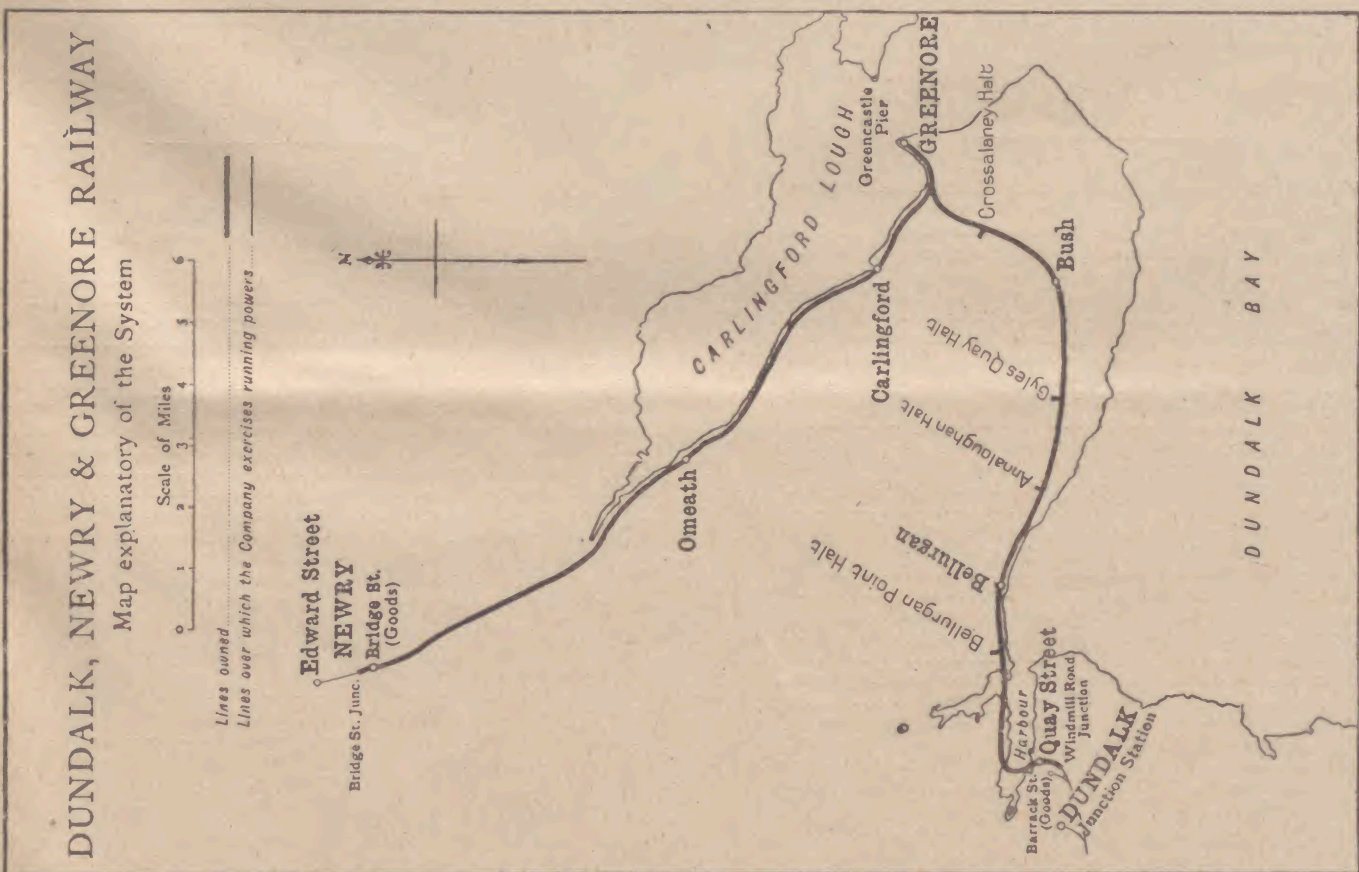 DUNDALK, NEWRY & GREENORE RAILWAY
Map explanatory of the System
Scale of Miles
0 1 2 3 4 5 6
Lines owned
Lines over which the Company exercises running powers
N
Edward Street
NEWRY
Bridge St.
(Goods)
Bridge St. Junc.
Omeath
CARLINGFORD LOUGH
Greencastle
Pier
GREENORE
Carlingford
Crossalaney Halt
Bush
Gyles Quay Halt
Annaloughan Halt
Bellurgan
Bellurgan Point Halt
Harbour
Quay Street
Windmill Road
Junction
Barrack St.
(Goods)
DUNDALK
Junction Station
DUNDALK BAY